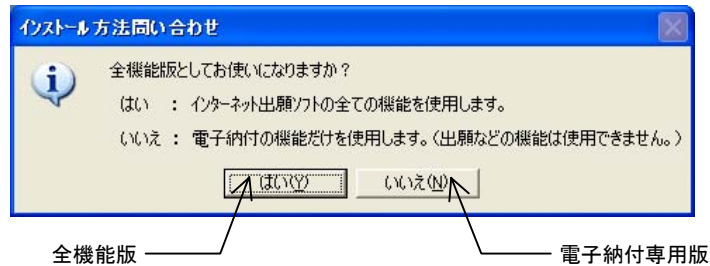 インストール方法問い合わせ
全機能版としてお使いになりますか？
はい ： インターネット出願ソフトの全ての機能を使用します。
いいえ ： 電子納付の機能だけを使用します。（出願などの機能は使用できません。）
はい(Y) いいえ(N)
全機能版 電子納付専用版